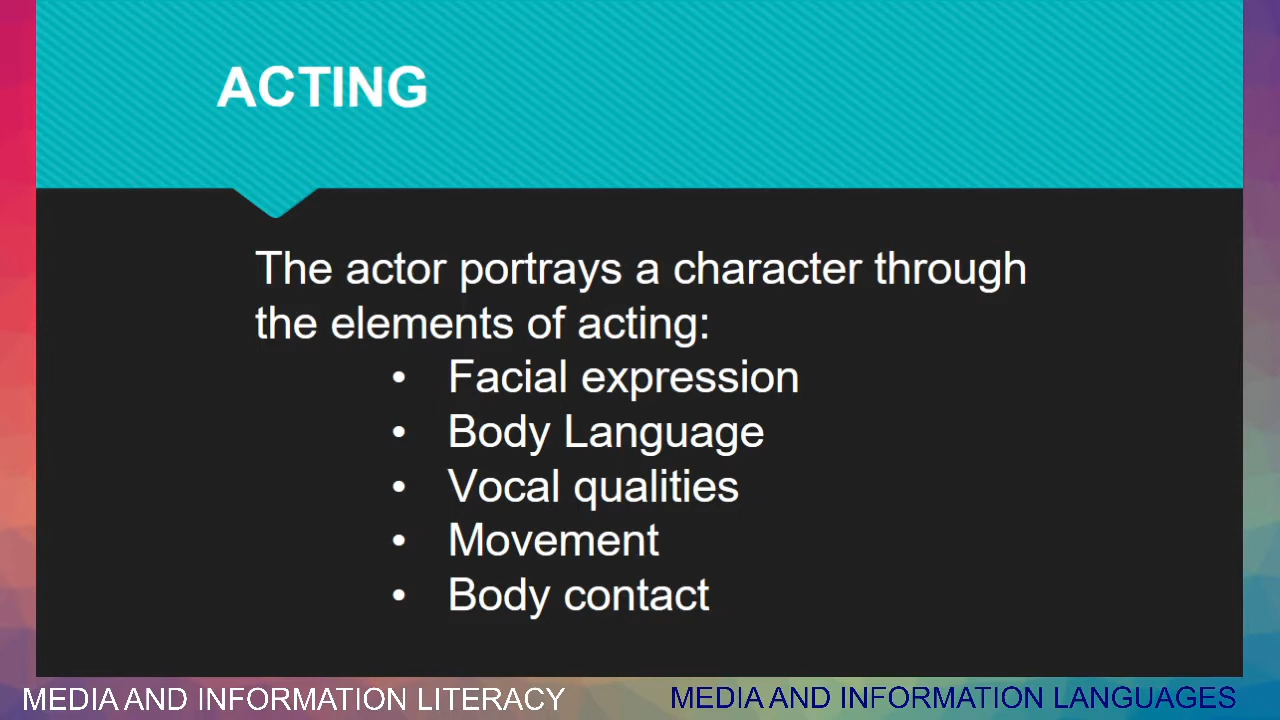 ACTING
The actor portrays a character through
the elements of acting:
• Facial expression
• Body Language
• Vocal qualities
• Movement
• Body contact
MEDIA AND INFORMATION LITERACY
MEDIA AND INFORMATION LANGUAGES